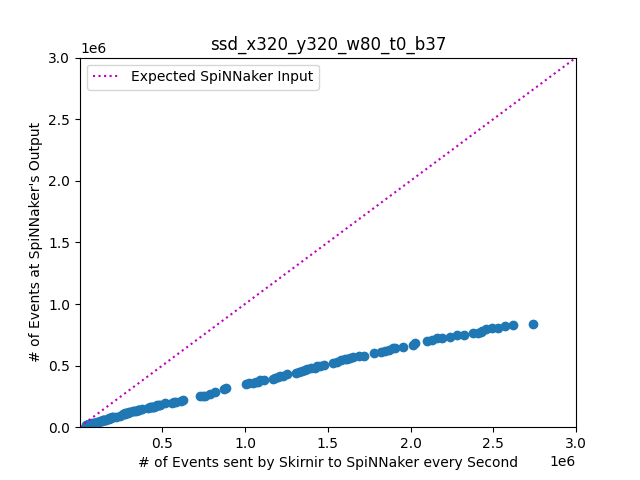 ssd_x320_y320_w80_t0_b37
1e6
Expected SpiNNaker Input
# of Events at SpiNNaker's Output
3.0
2.5
2.0
1.5
1.0
0.5
0.0
0.5
1.0
1.5
2.0
2.5
3.0
# of Events sent by Skirnir to SpiNNaker every Second
1e6